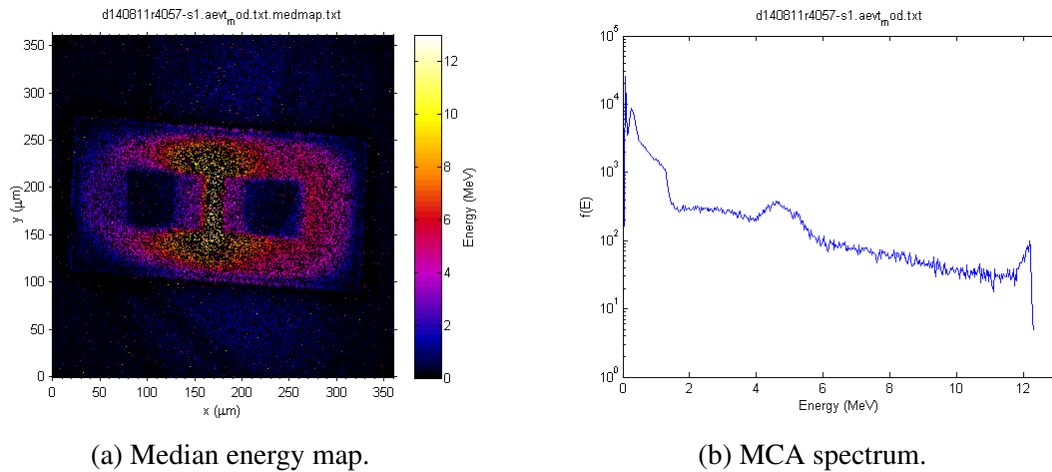 d140811r4057-s1.aevt_mod.txt.medmap.txt
350
300
250
200
150
100
50
0
0 50 100 150 200 250 300 350
y (μm)
x (μm)
12
10
8
6
4
2
0
Energy (MeV)
(a) Median energy map.
d140811r4057-s1.aevt_mod.txt
10^5
10^4
10^3
10^2
10^1
10^0
0 2 4 6 8 10 12
f(E)
Energy (MeV)
(b) MCA spectrum.